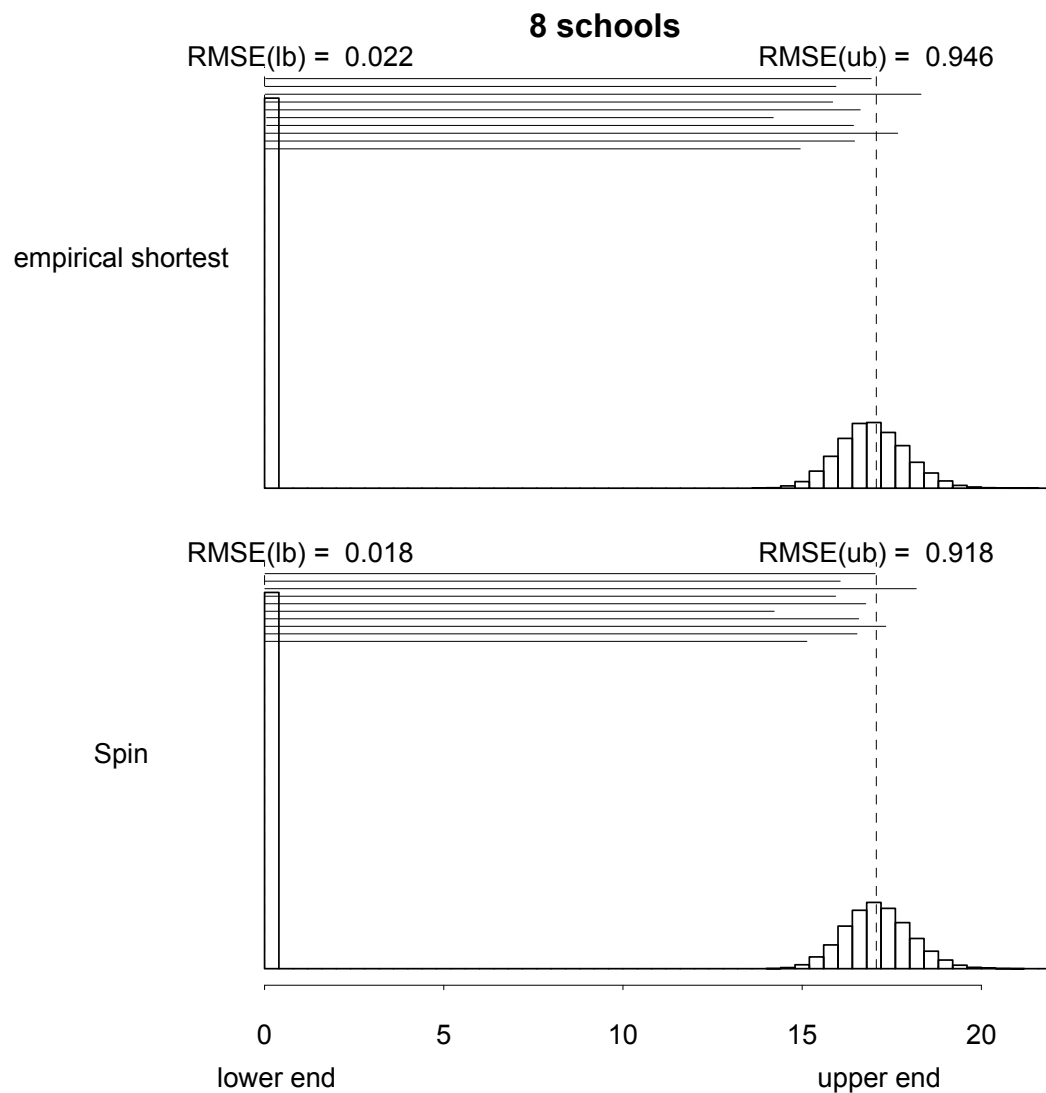 8 schools
RMSE(lb) = 0.022 RMSE(ub) = 0.946
empirical shortest
RMSE(lb) = 0.018 RMSE(ub) = 0.918
Spin
0 5 10 15 20
lower end upper end